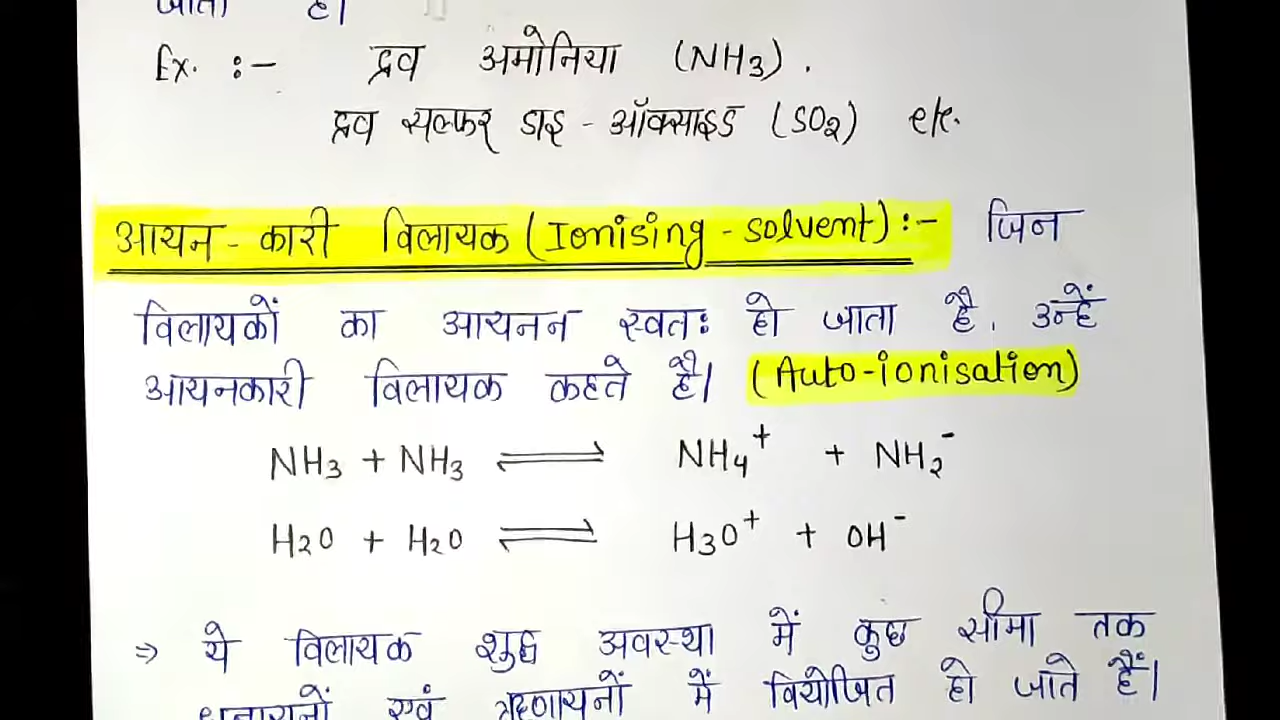 जाता है।
Ex. :- द्रव अमोनिया (NH3).
द्रव सल्फर डाइ - ऑक्साइड (SO2) etc.
आयन - कारी विलायक (Ionising - solvent) :- जिन
विलायकों का आयनन स्वतः हो जाता है, उन्हें
आयनकारी विलायक कहते है। (Auto-ionisation)
NH3 + NH3 ⇌ NH4+ + NH2-
H2O + H2O ⇌ H3O+ + OH-
⇒ ये विलायक शुद्ध अवस्था में कुछ सीमा तक
धनायनों एवं ऋणायनों में वियोजित हो जाते हैं।